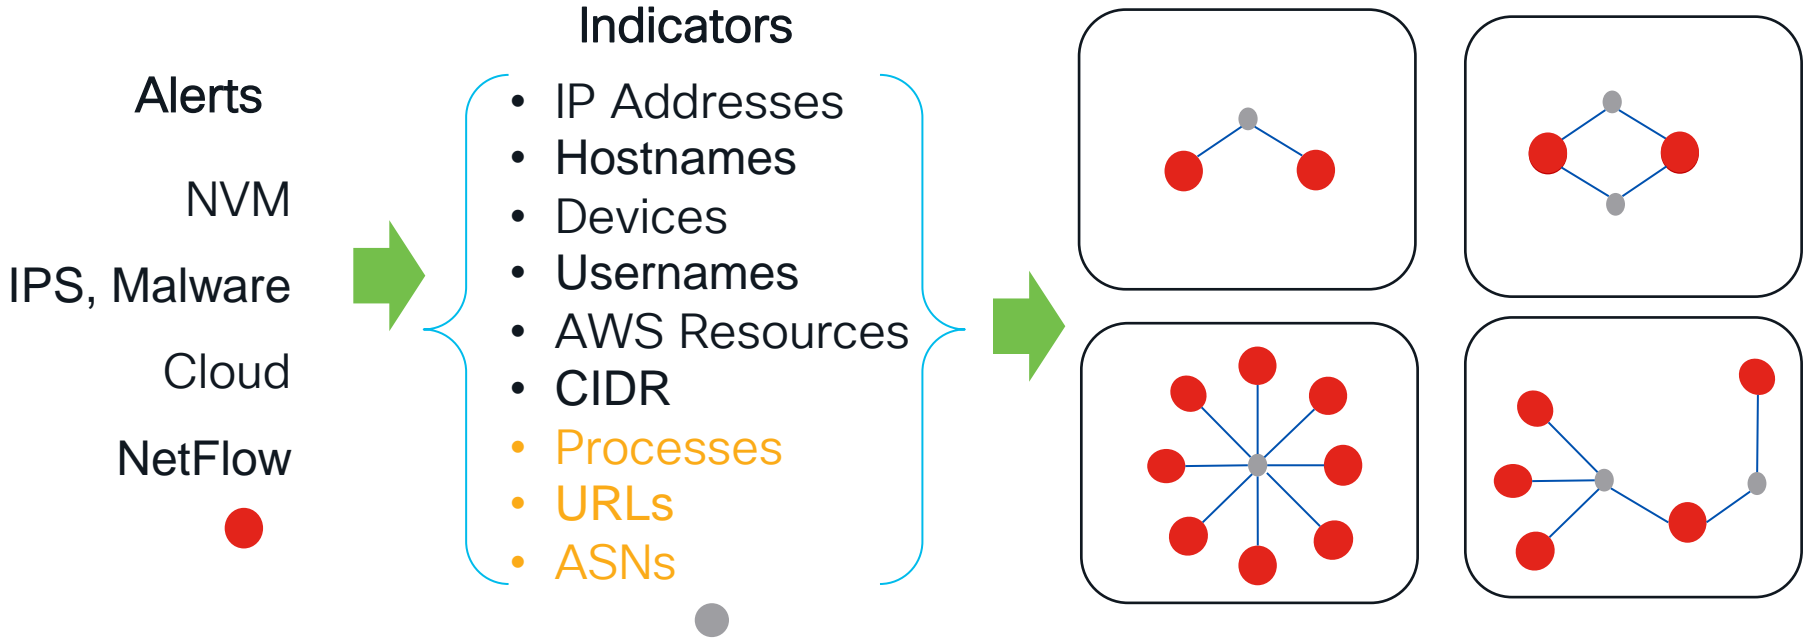 Alerts
NVM
IPS, Malware
Cloud
NetFlow
Indicators
• IP Addresses
• Hostnames
• Devices
• Usernames
• AWS Resources
• CIDR
• Processes
• URLs
• ASNs